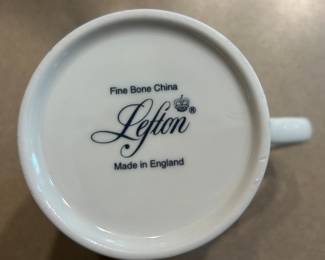 Fine Bone China
Lefton®
Made in England